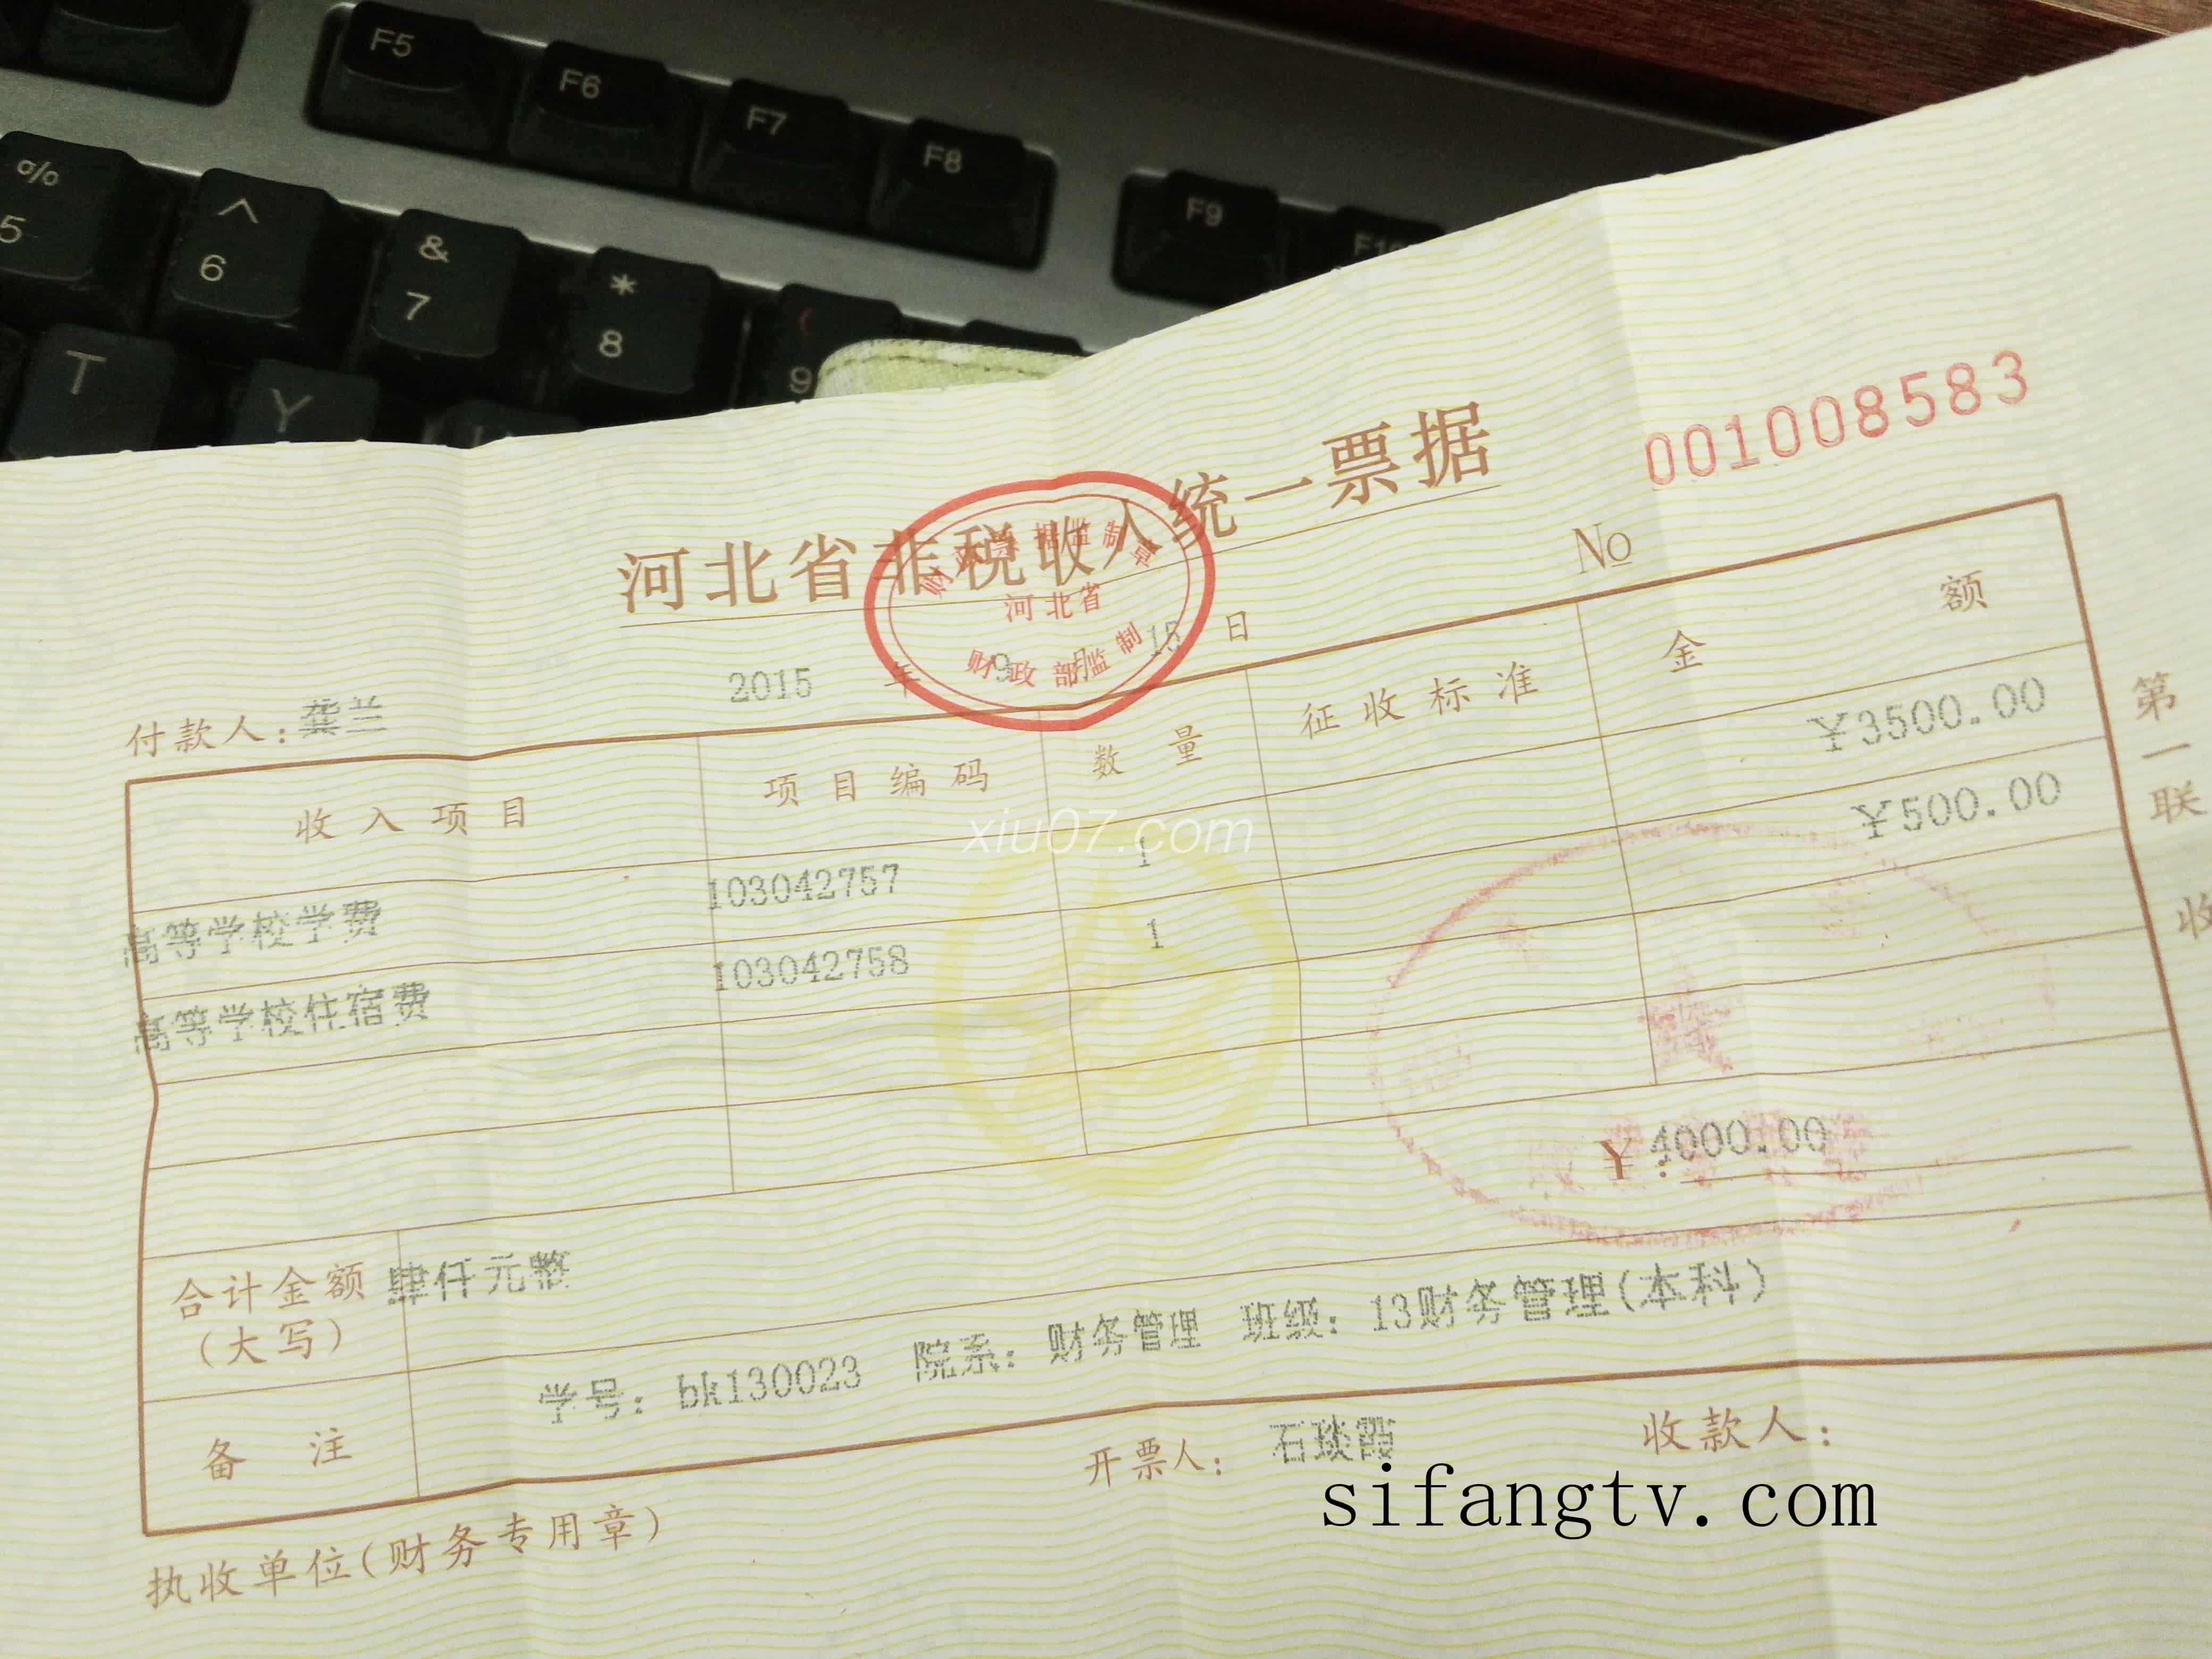 F5 F6 F7 F8 F9
% 5 ^ 6 & 7 * 8 ( 9
T Y
001008583
河北省非税收入统一票据
No
河北省
财政部监制
付款人：龚兰
2015 年 9 月 15 日
收入项目 项目编码 数量 征收标准 金额
高等学校学费 103042757 1 ¥3500.00
高等学校住宿费 103042758 1 ¥500.00
合计金额 肆仟元整 ¥：4000.00
（大写）
备注 学号：bk130023 院系：财务管理 班级：13财务管理(本科)
执收单位(财务专用章) 开票人：石琰霞 收款人：
第一联 收
xiu07.com
sifangtv.com